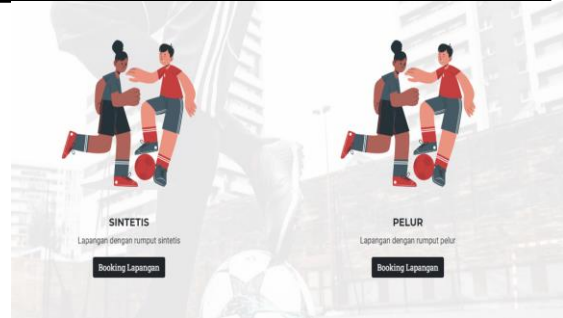 SINTETIS
Lapangan dengan rumput sintetis
Booking Lapangan
PELUR
Lapangan dengan rumput pelur
Booking Lapangan